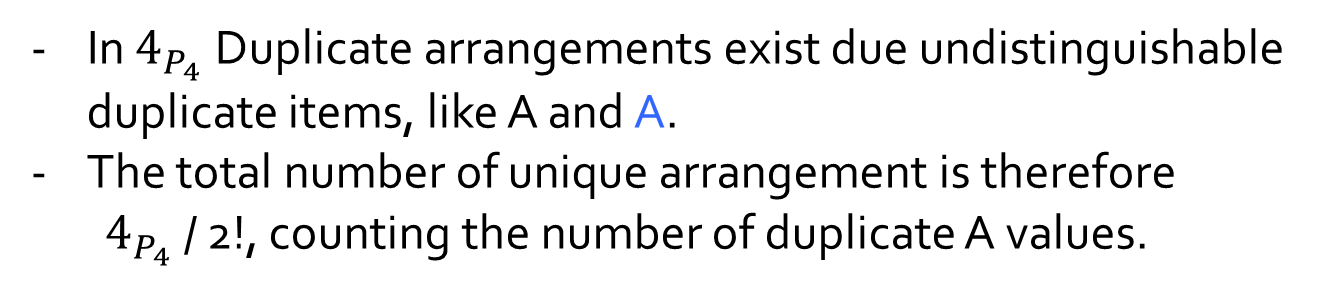 - In 4P₄ Duplicate arrangements exist due undistinguishable
duplicate items, like A and A.
- The total number of unique arrangement is therefore
4P₄ / 2!, counting the number of duplicate A values.